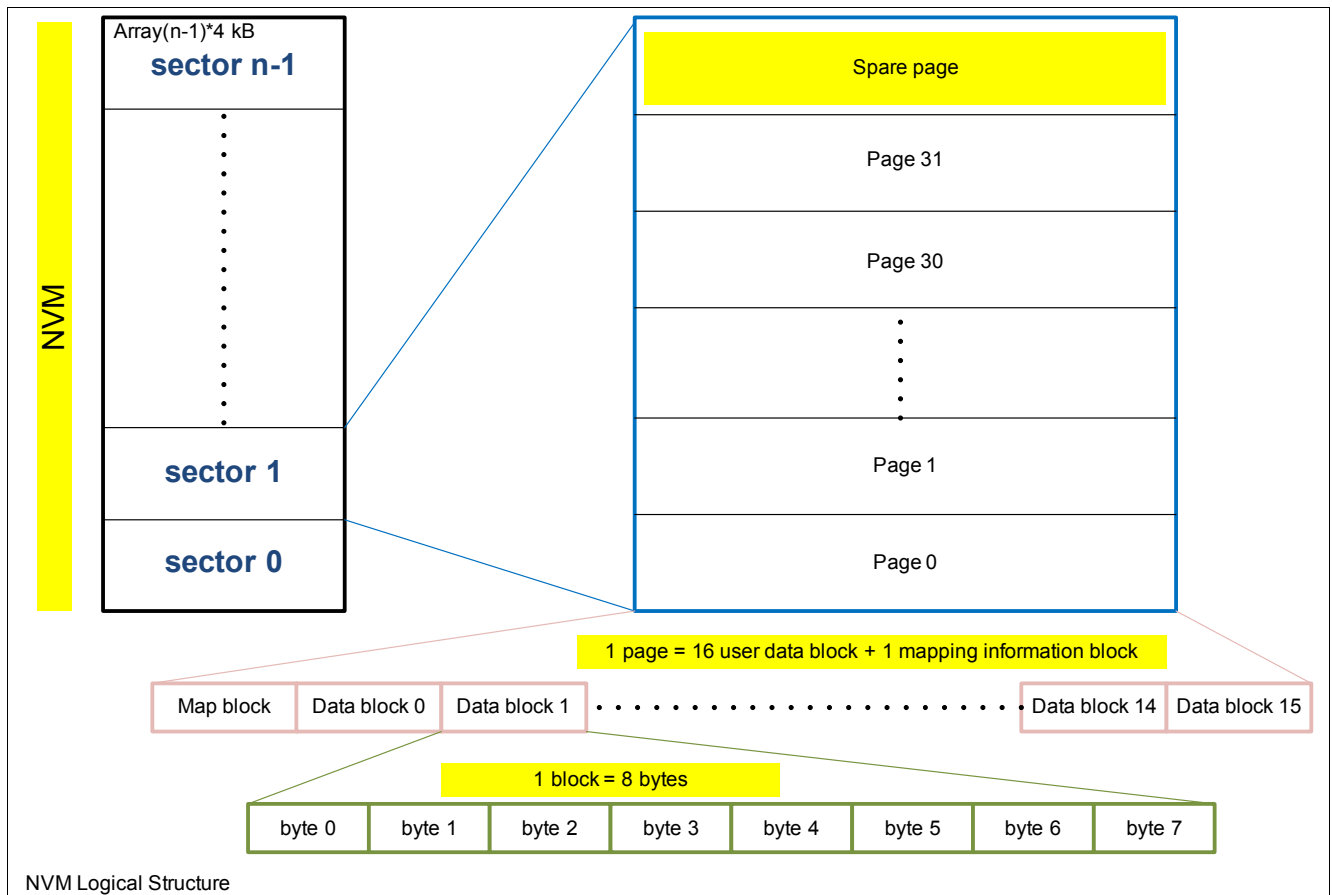 NVM
Array(n-1)*4 kB
sector n-1
sector 1
sector 0
Spare page
Page 31
Page 30
Page 1
Page 0
1 page = 16 user data block + 1 mapping information block
Map block
Data block 0
Data block 1
Data block 14
Data block 15
1 block = 8 bytes
byte 0
byte 1
byte 2
byte 3
byte 4
byte 5
byte 6
byte 7
NVM Logical Structure